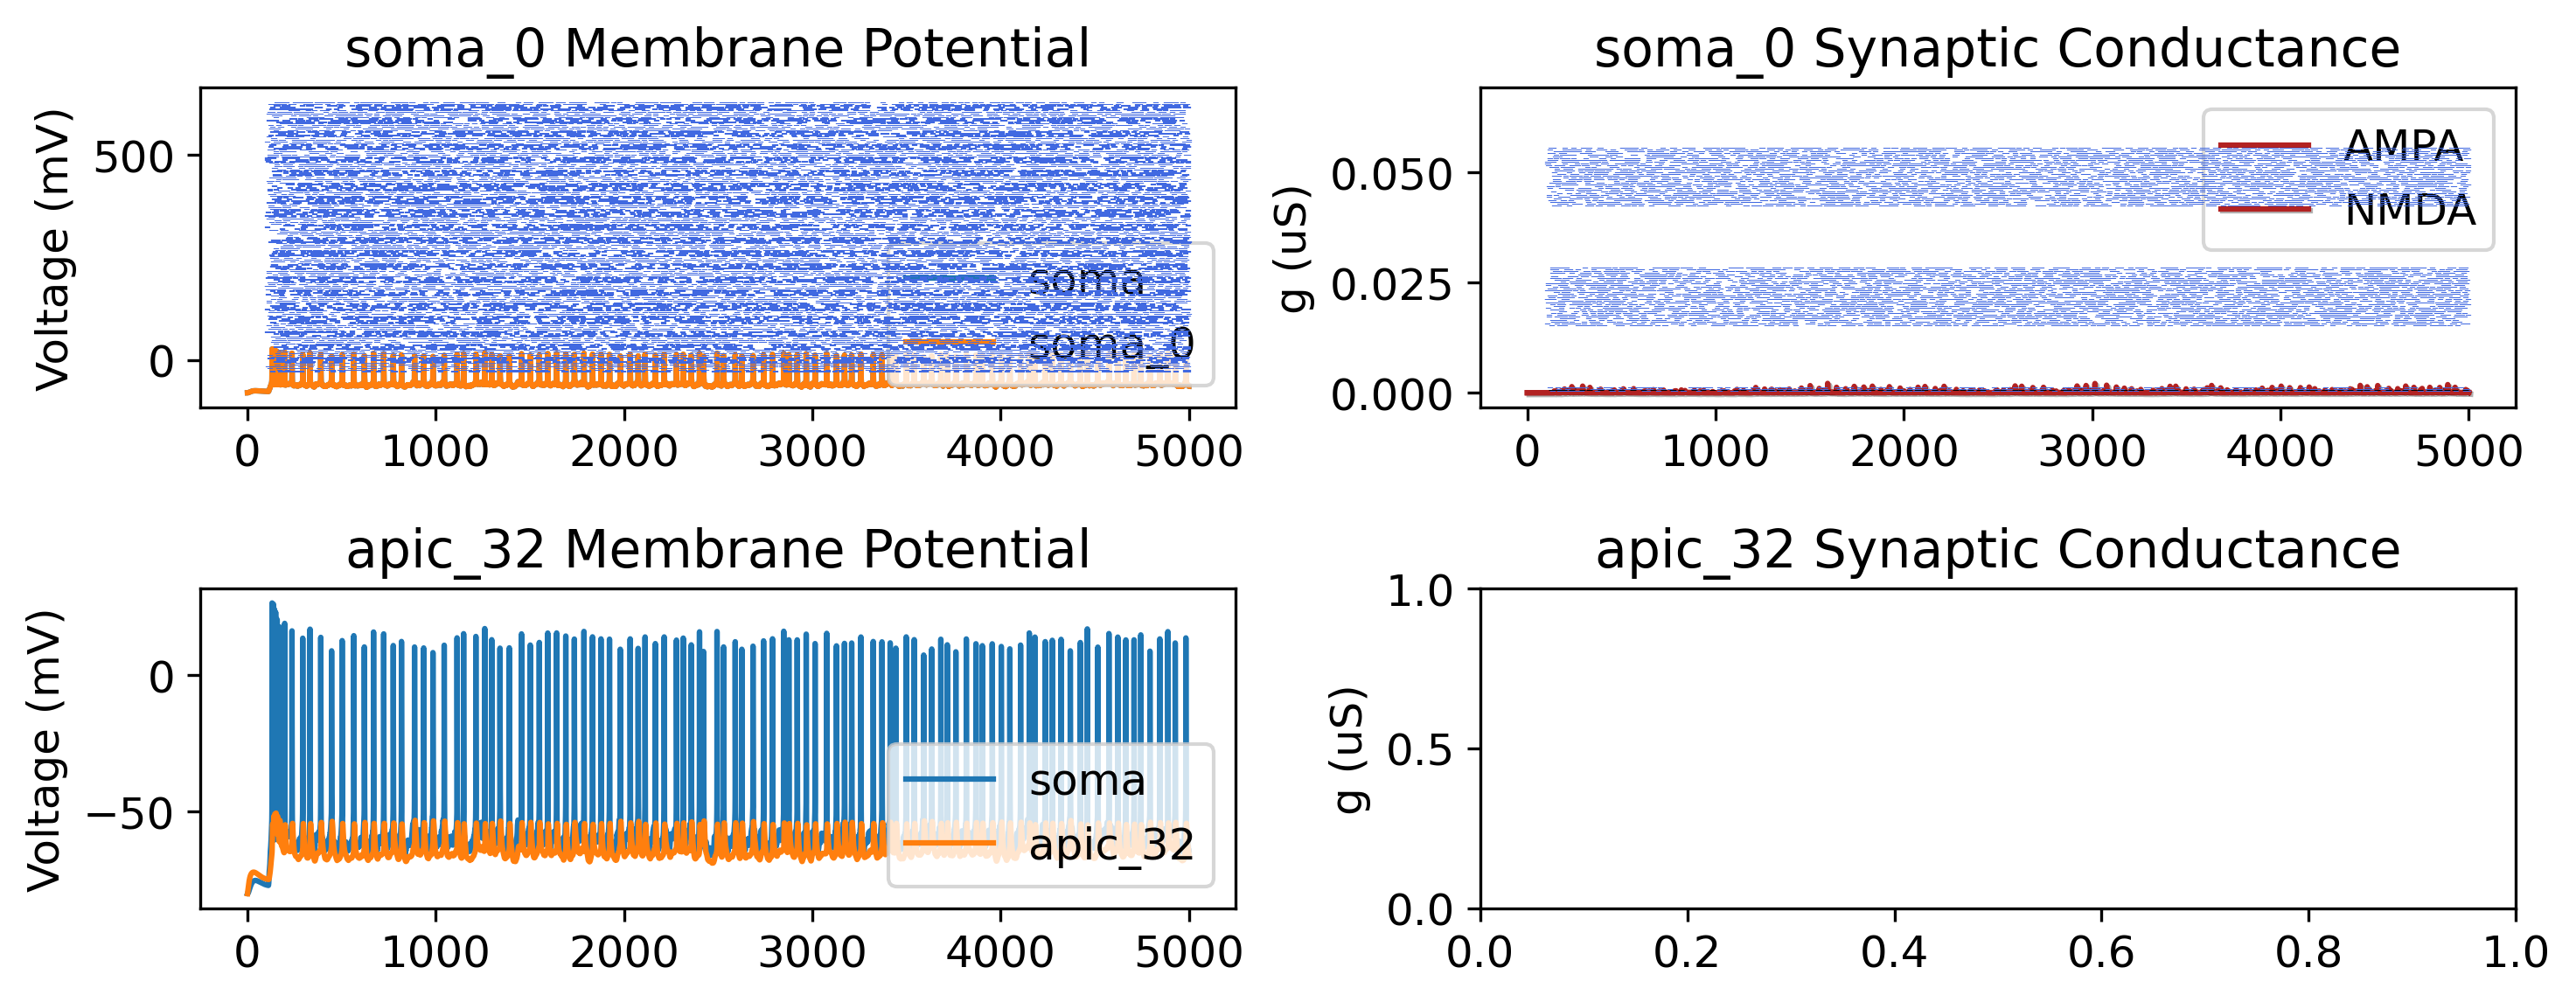 soma_0 Membrane Potential
Voltage (mV)
500
0
soma
soma_0
0 1000 2000 3000 4000 5000
soma_0 Synaptic Conductance
g (uS)
0.050
0.025
0.000
AMPA
NMDA
0 1000 2000 3000 4000 5000
apic_32 Membrane Potential
Voltage (mV)
0
−50
soma
apic_32
0 1000 2000 3000 4000 5000
apic_32 Synaptic Conductance
g (uS)
1.0
0.5
0.0
0.0 0.2 0.4 0.6 0.8 1.0